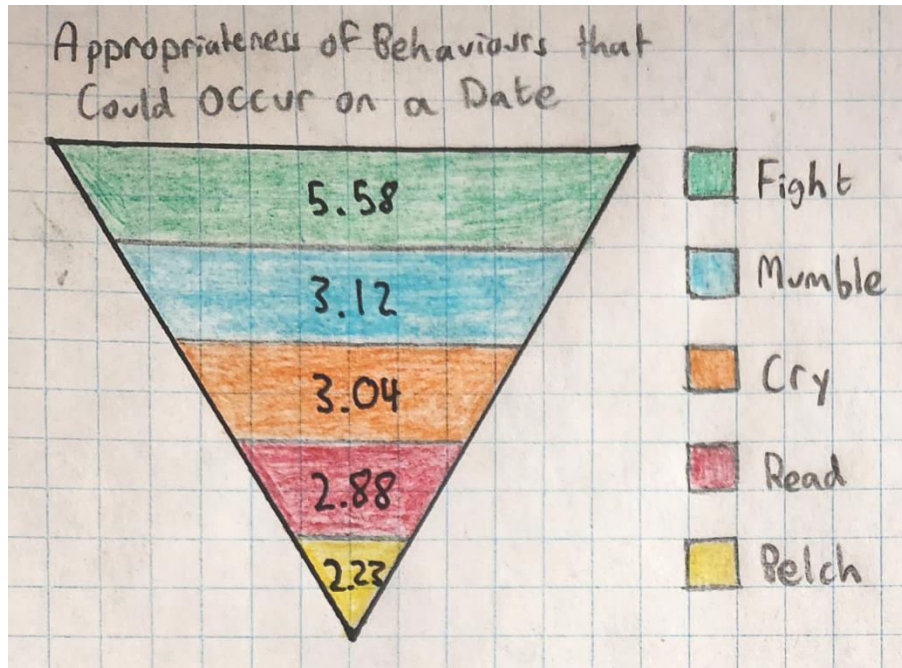 Appropriateness of Behaviours that
Could Occur on a Date
5.58
3.12
3.04
2.88
2.23
Fight
Mumble
Cry
Read
Belch